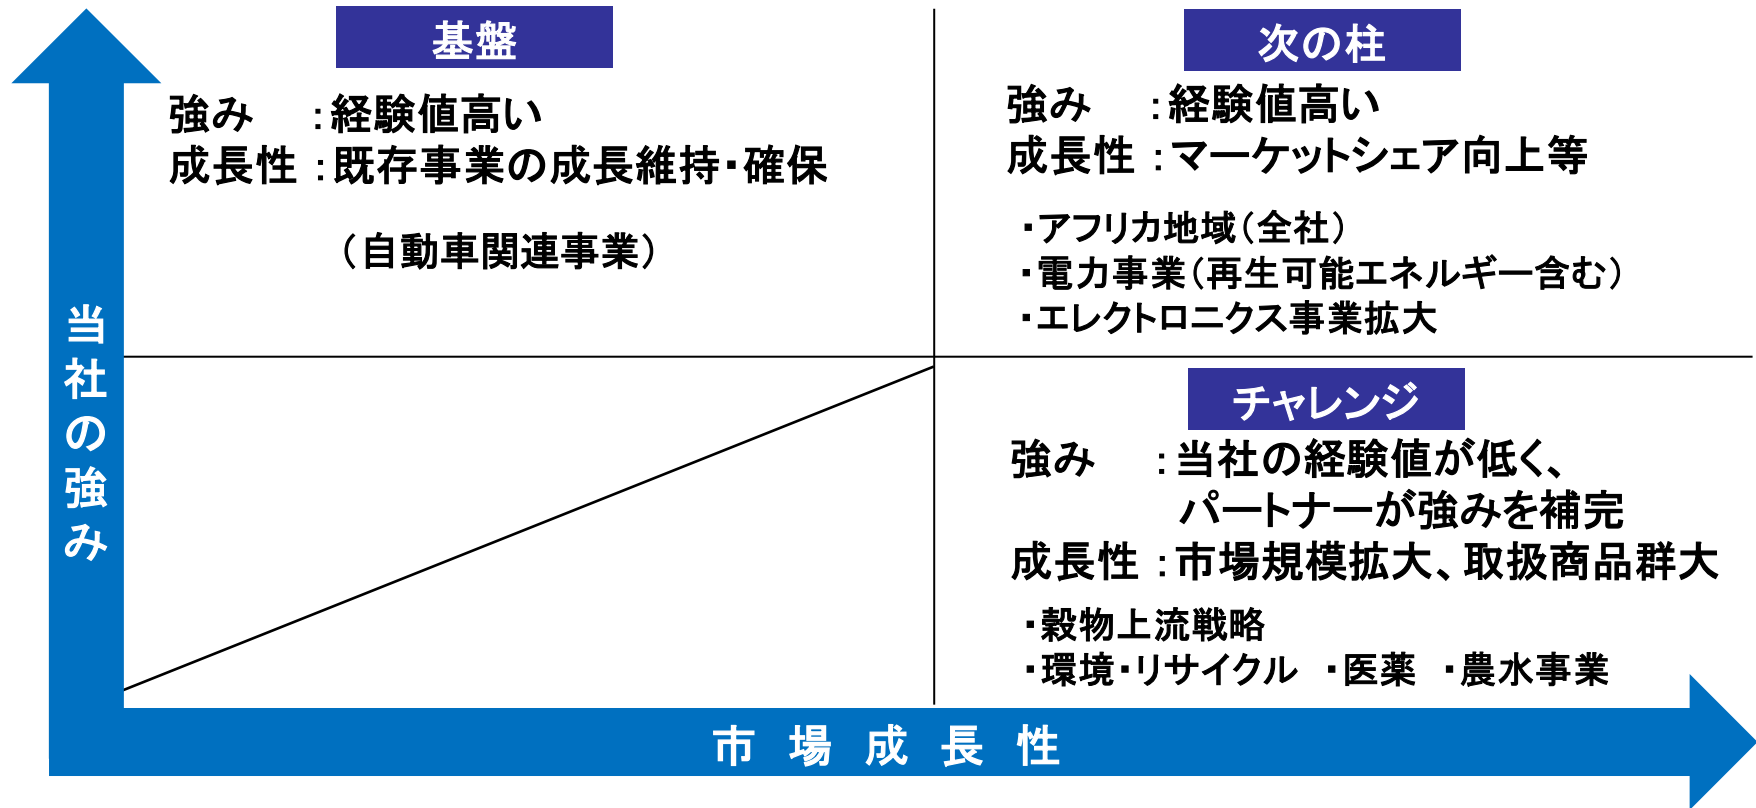 基盤
強み　：経験値高い
成長性：既存事業の成長維持・確保
（自動車関連事業）
次の柱
強み　：経験値高い
成長性：マーケットシェア向上等
・アフリカ地域（全社）
・電力事業（再生可能エネルギー含む）
・エレクトロニクス事業拡大
チャレンジ
強み　：当社の経験値が低く、
パートナーが強みを補完
成長性：市場規模拡大、取扱商品群大
・穀物上流戦略
・環境・リサイクル　・医薬　・農水事業
当社の強み
市場成長性